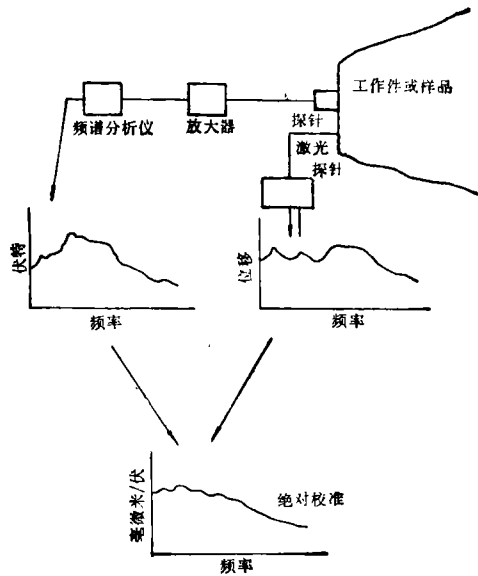 工作件或样品
频谱分析仪
放大器
探针
激光
探针
伏特
频率
位移
频率
毫微米/伏
绝对校准
频率